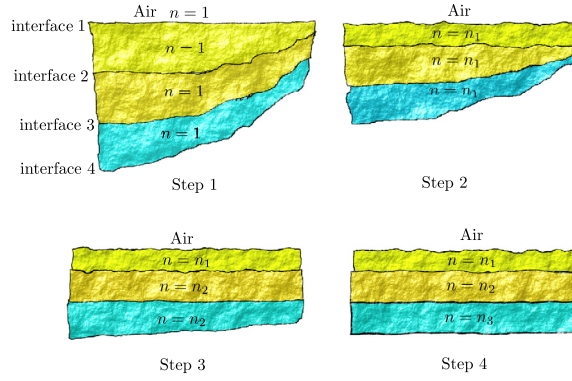 Air n = 1
interface 1
n = 1
interface 2
n = 1
interface 3
n = 1
interface 4
Step 1
Air
n = n₁
n = n₁
n = n₁
Step 2
Air
n = n₁
n = n₂
n = n₂
Step 3
Air
n = n₁
n = n₂
n = n₃
Step 4